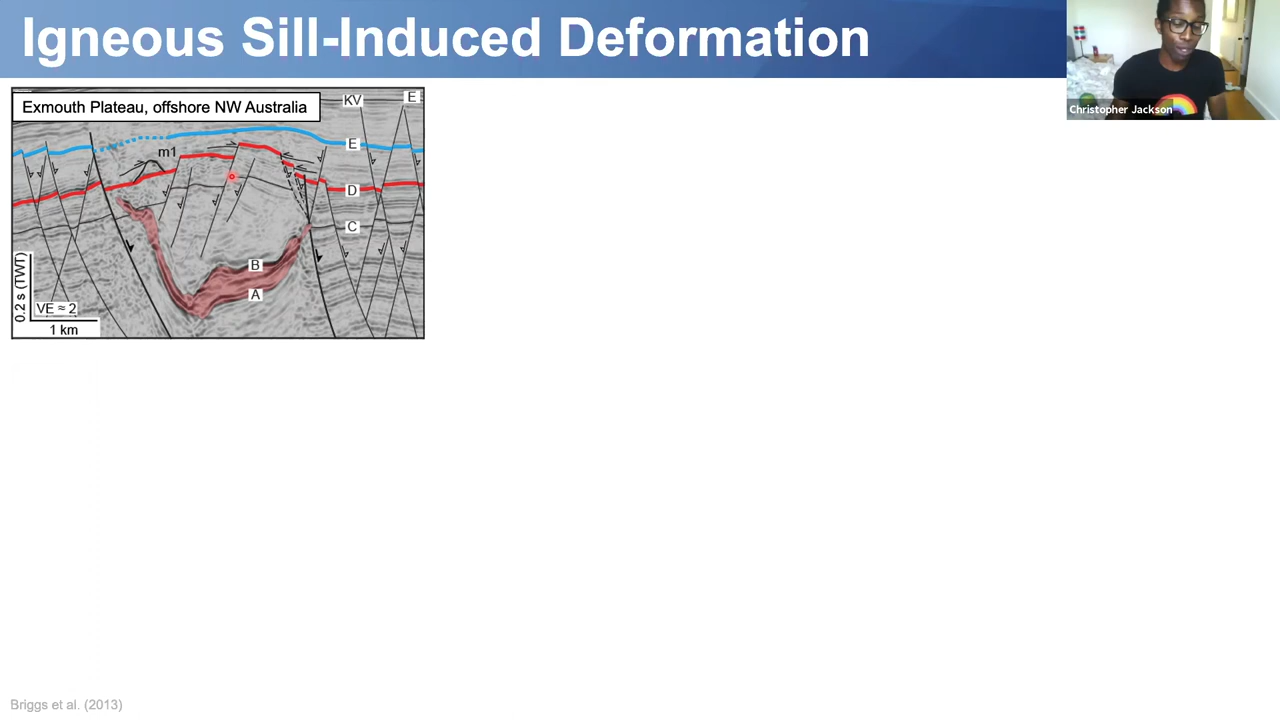 Igneous Sill-Induced Deformation
Christopher Jackson
Exmouth Plateau, offshore NW Australia
KV
E
E
m1
D
C
B
A
0.2 s (TWT)
VE ≈ 2
1 km
Briggs et al. (2013)